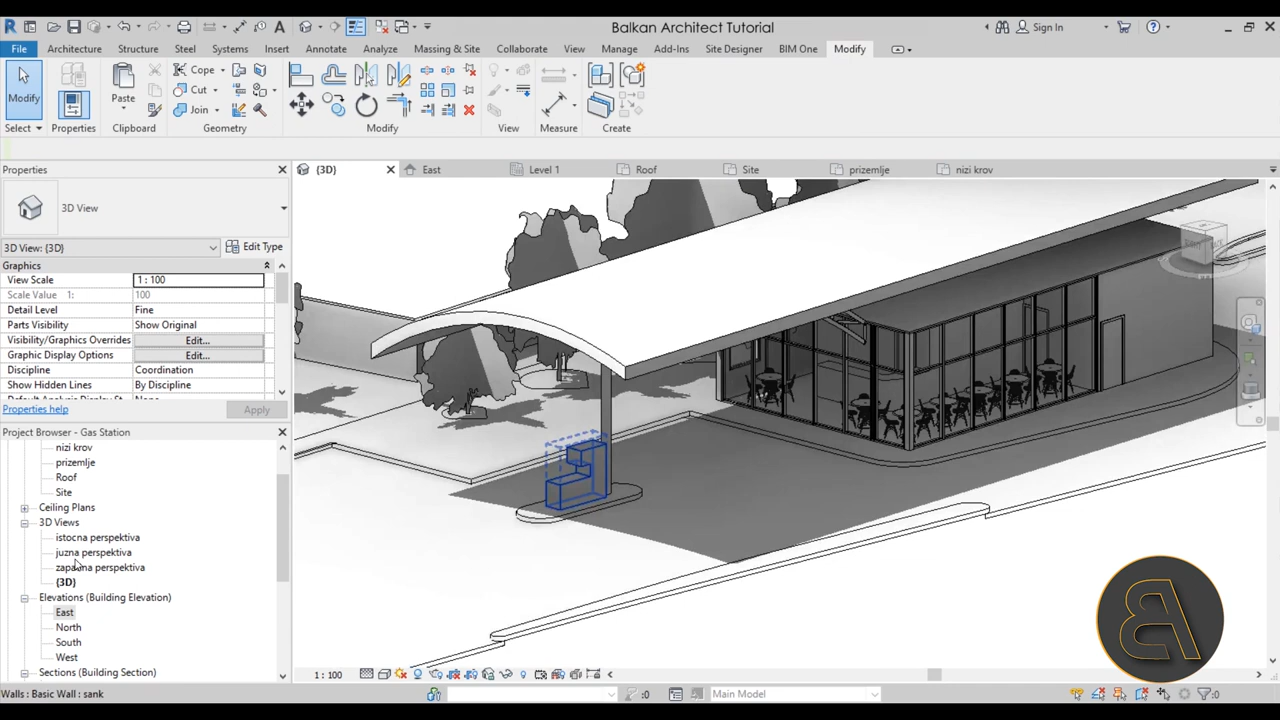 Balkan Architect Tutorial
Sign In
File Architecture Structure Steel Systems Insert Annotate Analyze Massing & Site Collaborate View Manage Add-Ins Site Designer BIM One Modify
Modify
Paste
Cope
Cut
Join
Select Properties Clipboard Geometry Modify View Measure Create
Properties
{3D} East Level 1 Roof Site prizemlje nizi krov
3D View
3D View: {3D} Edit Type
Graphics
View Scale 1 : 100
Scale Value 1: 100
Detail Level Fine
Parts Visibility Show Original
Visibility/Graphics Overrides Edit...
Graphic Display Options Edit...
Discipline Coordination
Show Hidden Lines By Discipline
Properties help Apply
Project Browser - Gas Station
nizi krov
prizemlje
Roof
Site
Ceiling Plans
3D Views
istocna perspektiva
juzna perspektiva
zapadna perspektiva
{3D}
Elevations (Building Elevation)
East
North
South
West
Sections (Building Section)
1 : 100
Walls : Basic Wall : sank
:0
Main Model
:0